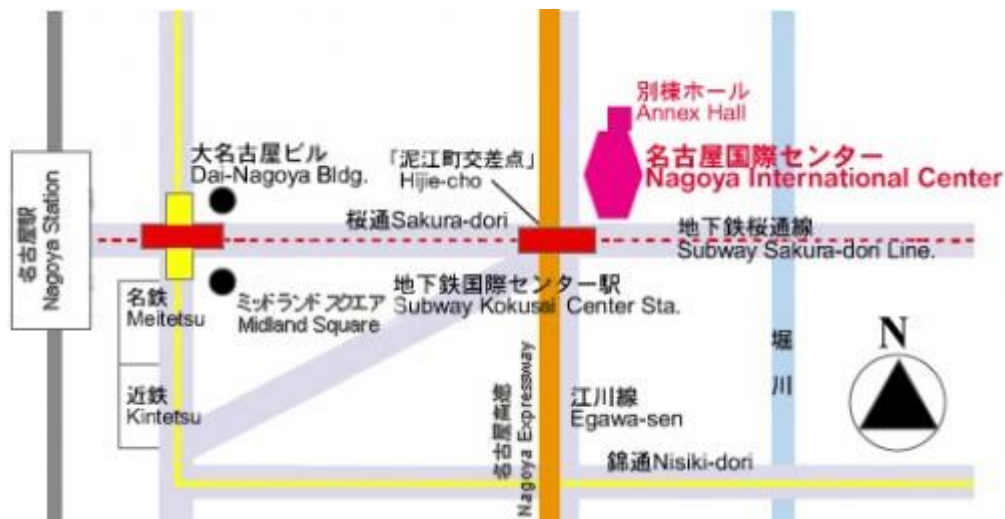 別棟ホール
Annex Hall
大名古屋ビル
Dai-Nagoya Bldg.
「泥江町交差点」
Hijie-cho
名古屋国際センター
Nagoya International Center
名古屋駅
Nagoya Station
桜通Sakura-dori
地下鉄桜通線
Subway Sakura-dori Line.
名鉄
Meitetsu
ミッドランド スクエア
Midland Square
地下鉄国際センター駅
Subway Kokusai Center Sta.
堀川
N
近鉄
Kintetsu
名古屋高速
Nagoya Expressway
江川線
Egawa-sen
錦通Nisiki-dori